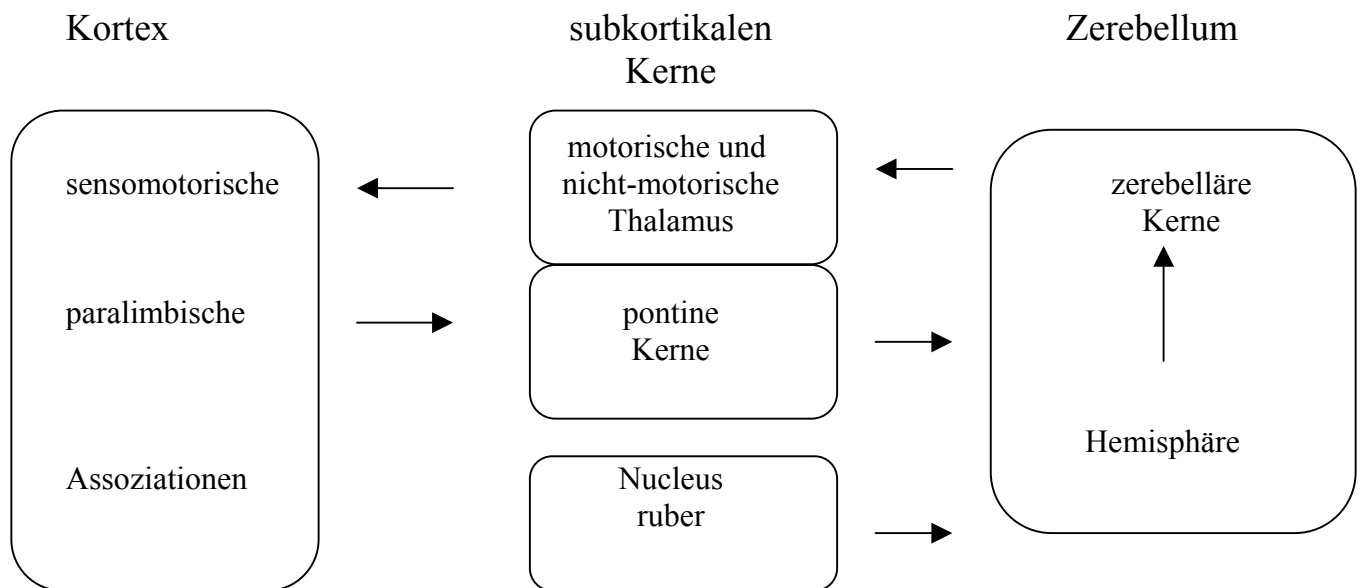 Kortex
subkortikalen
Kerne
Zerebellum
sensomotorische
paralimbische
Assoziationen
motorische und
nicht-motorische
Thalamus
pontine
Kerne
Nucleus
ruber
zerebelläre
Kerne
Hemisphäre